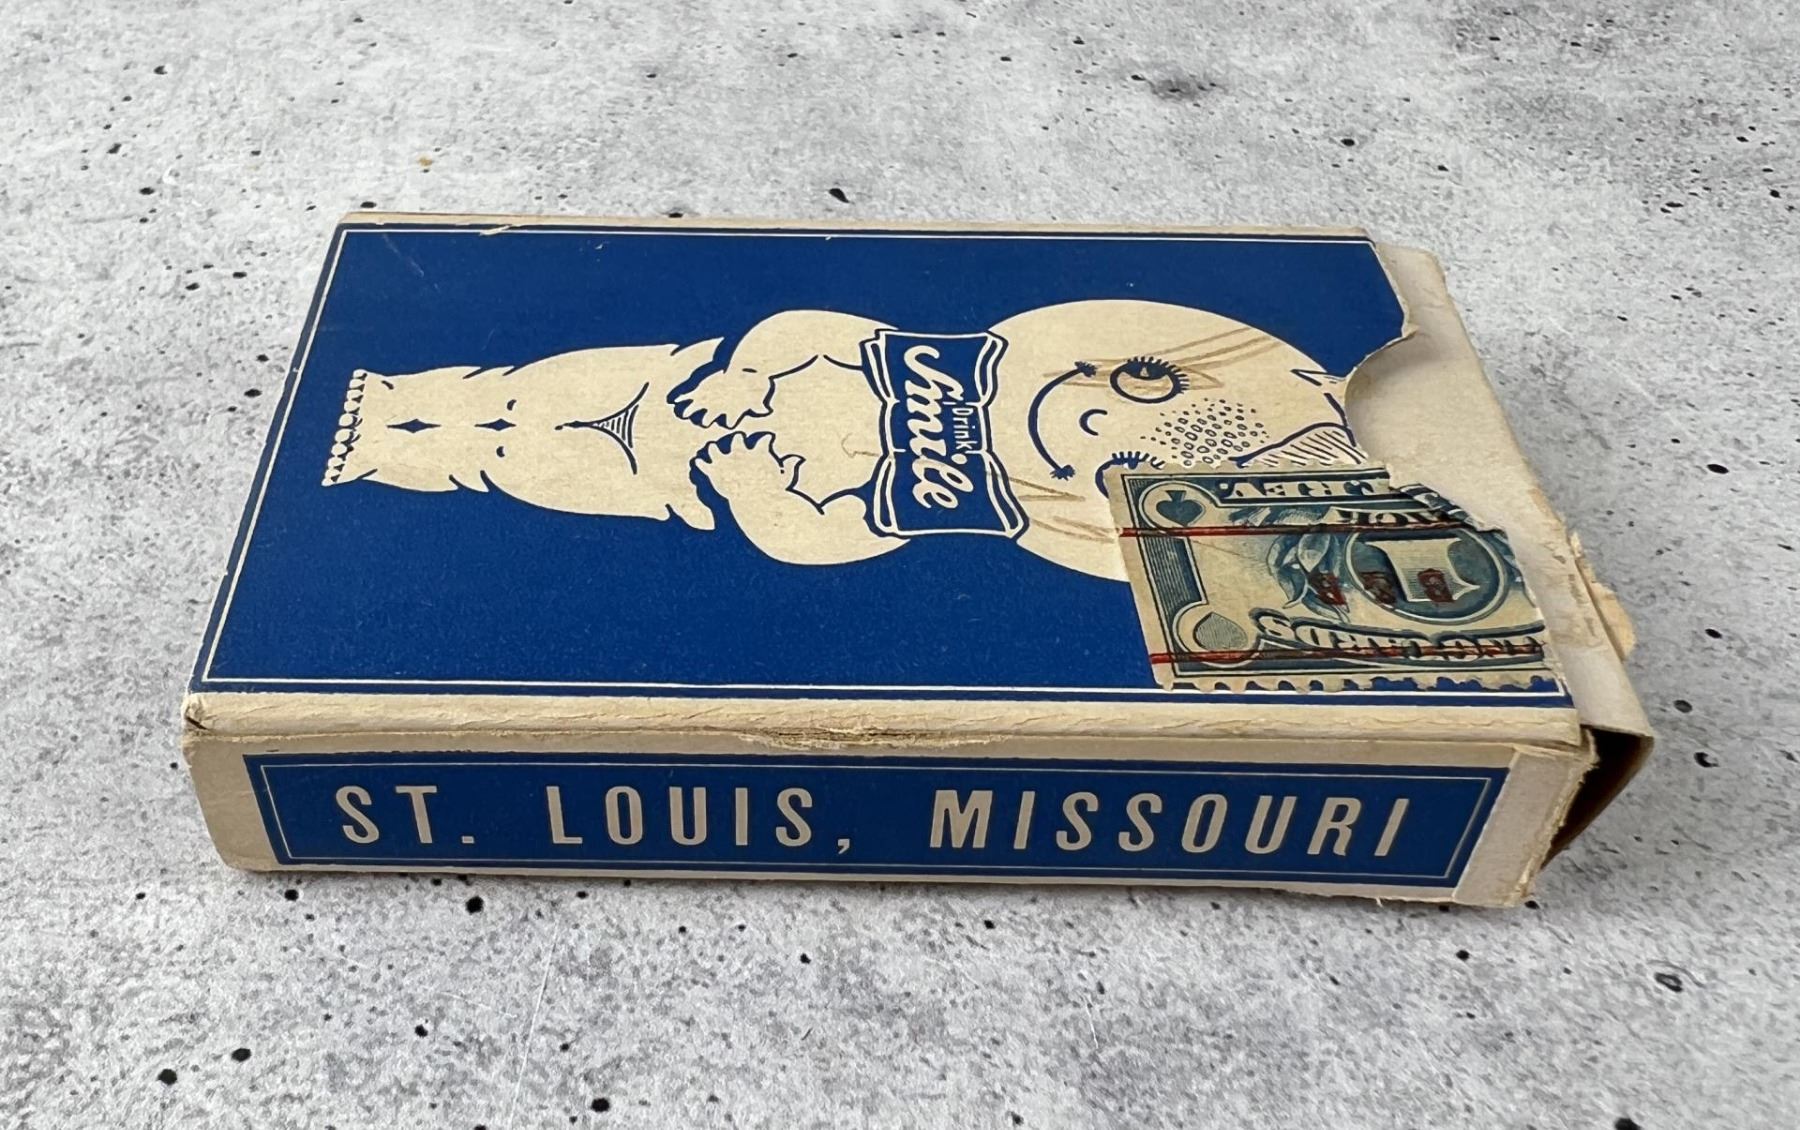 Drink
Smile
ST. LOUIS, MISSOURI